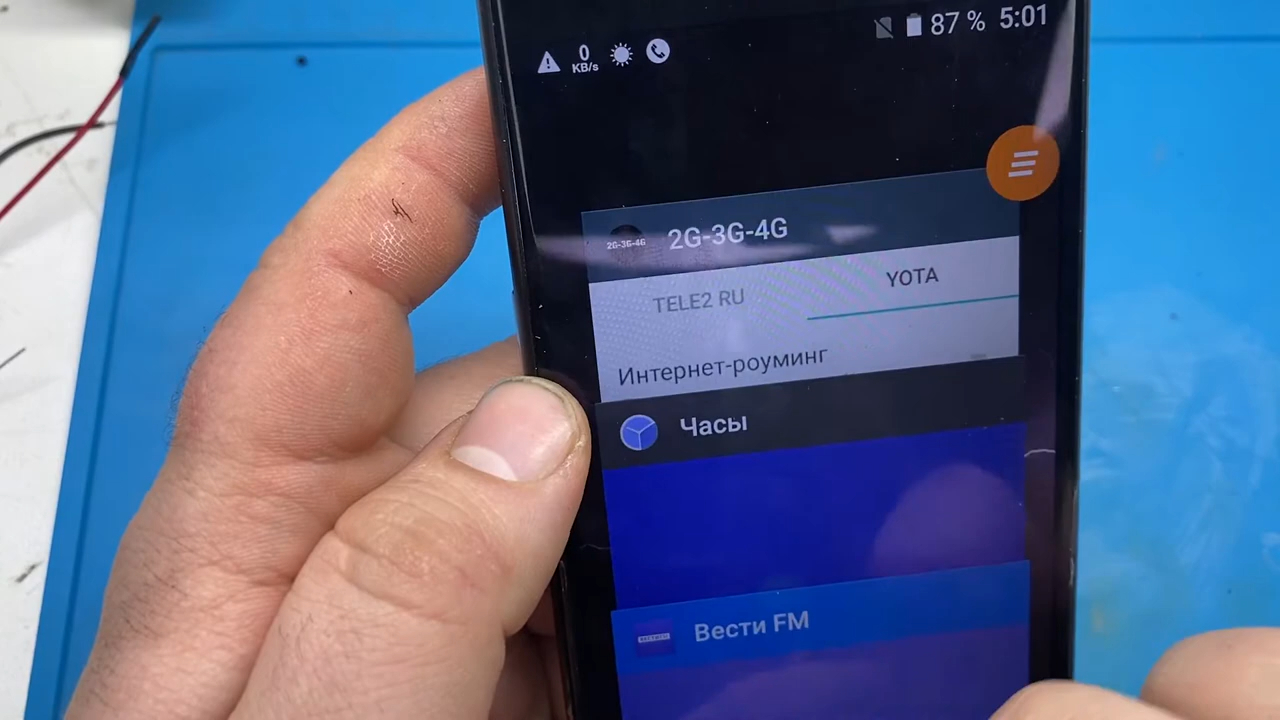 0
KB/s
87 % 5:01
2G-3G-4G
2G-3G-4G
TELE2 RU
YOTA
Интернет-роуминг
Часы
Вести FM